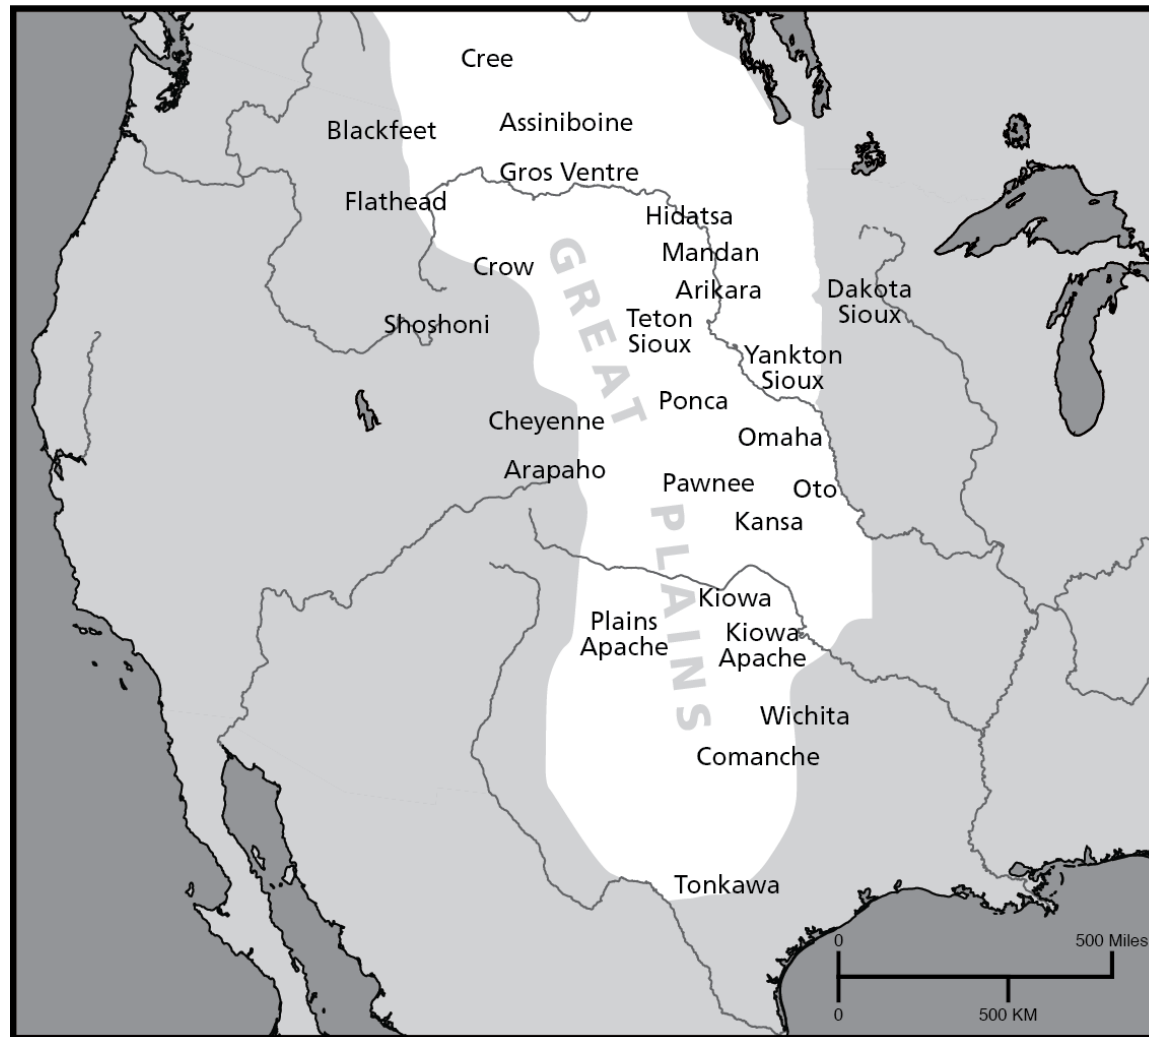 Cree
Assiniboine
Blackfeet
Gros Ventre
Flathead
Hidatsa
Mandan
Crow
GREAT
Arikara
Dakota
Sioux
Shoshoni
Teton
Sioux
Yankton
Sioux
Ponca
Cheyenne
Omaha
Arapaho
Pawnee
Oto
Kansa
PLAINS
Kiowa
Plains
Apache
Kiowa
Apache
Wichita
Comanche
Tonkawa
0
500 Miles
0
500 KM